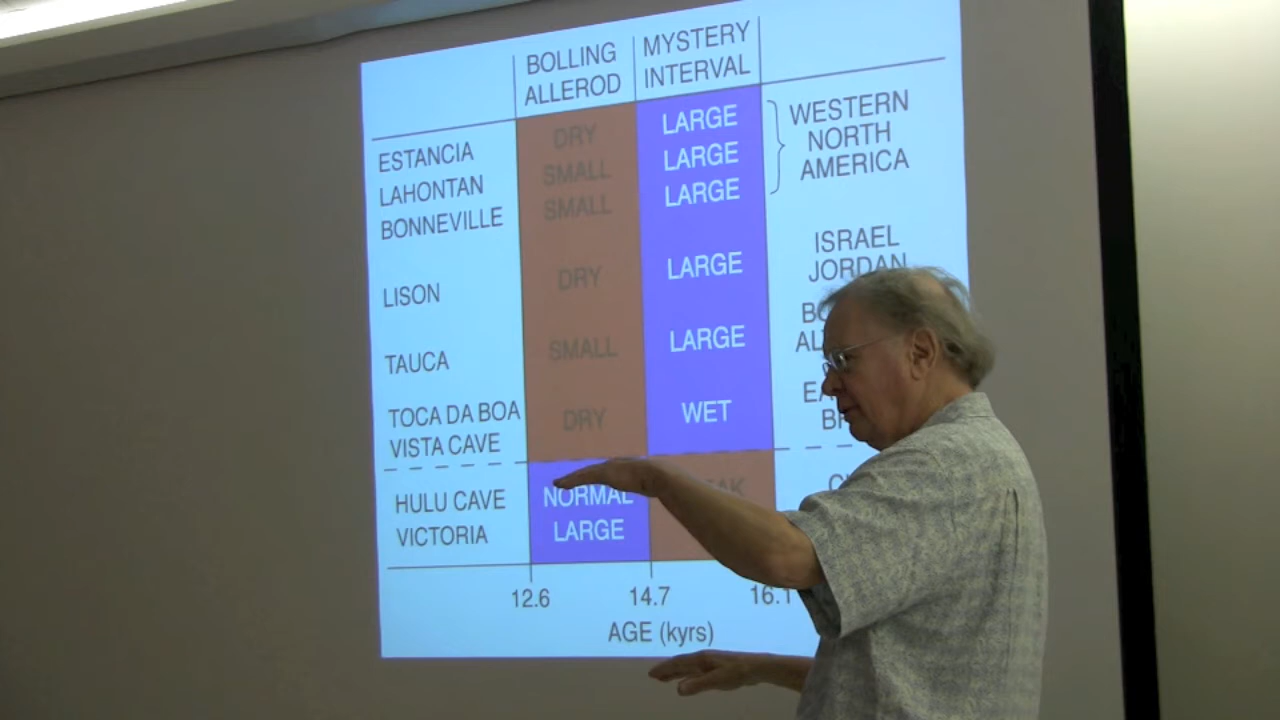 BOLLING
ALLEROD
MYSTERY
INTERVAL
ESTANCIA
DRY
LARGE
WESTERN
NORTH
AMERICA
LAHONTAN
SMALL
LARGE
BONNEVILLE
SMALL
LARGE
LISON
DRY
LARGE
ISRAEL
JORDAN
TAUCA
SMALL
LARGE
TOCA DA BOA
VISTA CAVE
DRY
WET
HULU CAVE
NORMAL
VICTORIA
LARGE
12.6
14.7
16.1
AGE (kyrs)